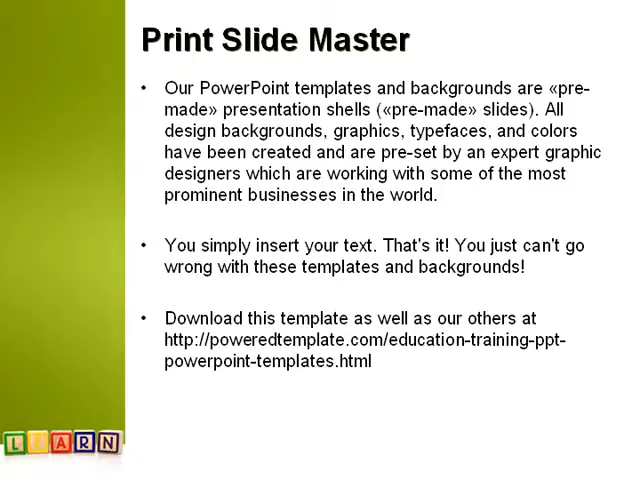 Print Slide Master
• Our PowerPoint templates and backgrounds are «pre-
made» presentation shells («pre-made» slides). All
design backgrounds, graphics, typefaces, and colors
have been created and are pre-set by an expert graphic
designers which are working with some of the most
prominent businesses in the world.
• You simply insert your text. That's it! You just can't go
wrong with these templates and backgrounds!
• Download this template as well as our others at
http://poweredtemplate.com/education-training-ppt-
powerpoint-templates.html
LEARN